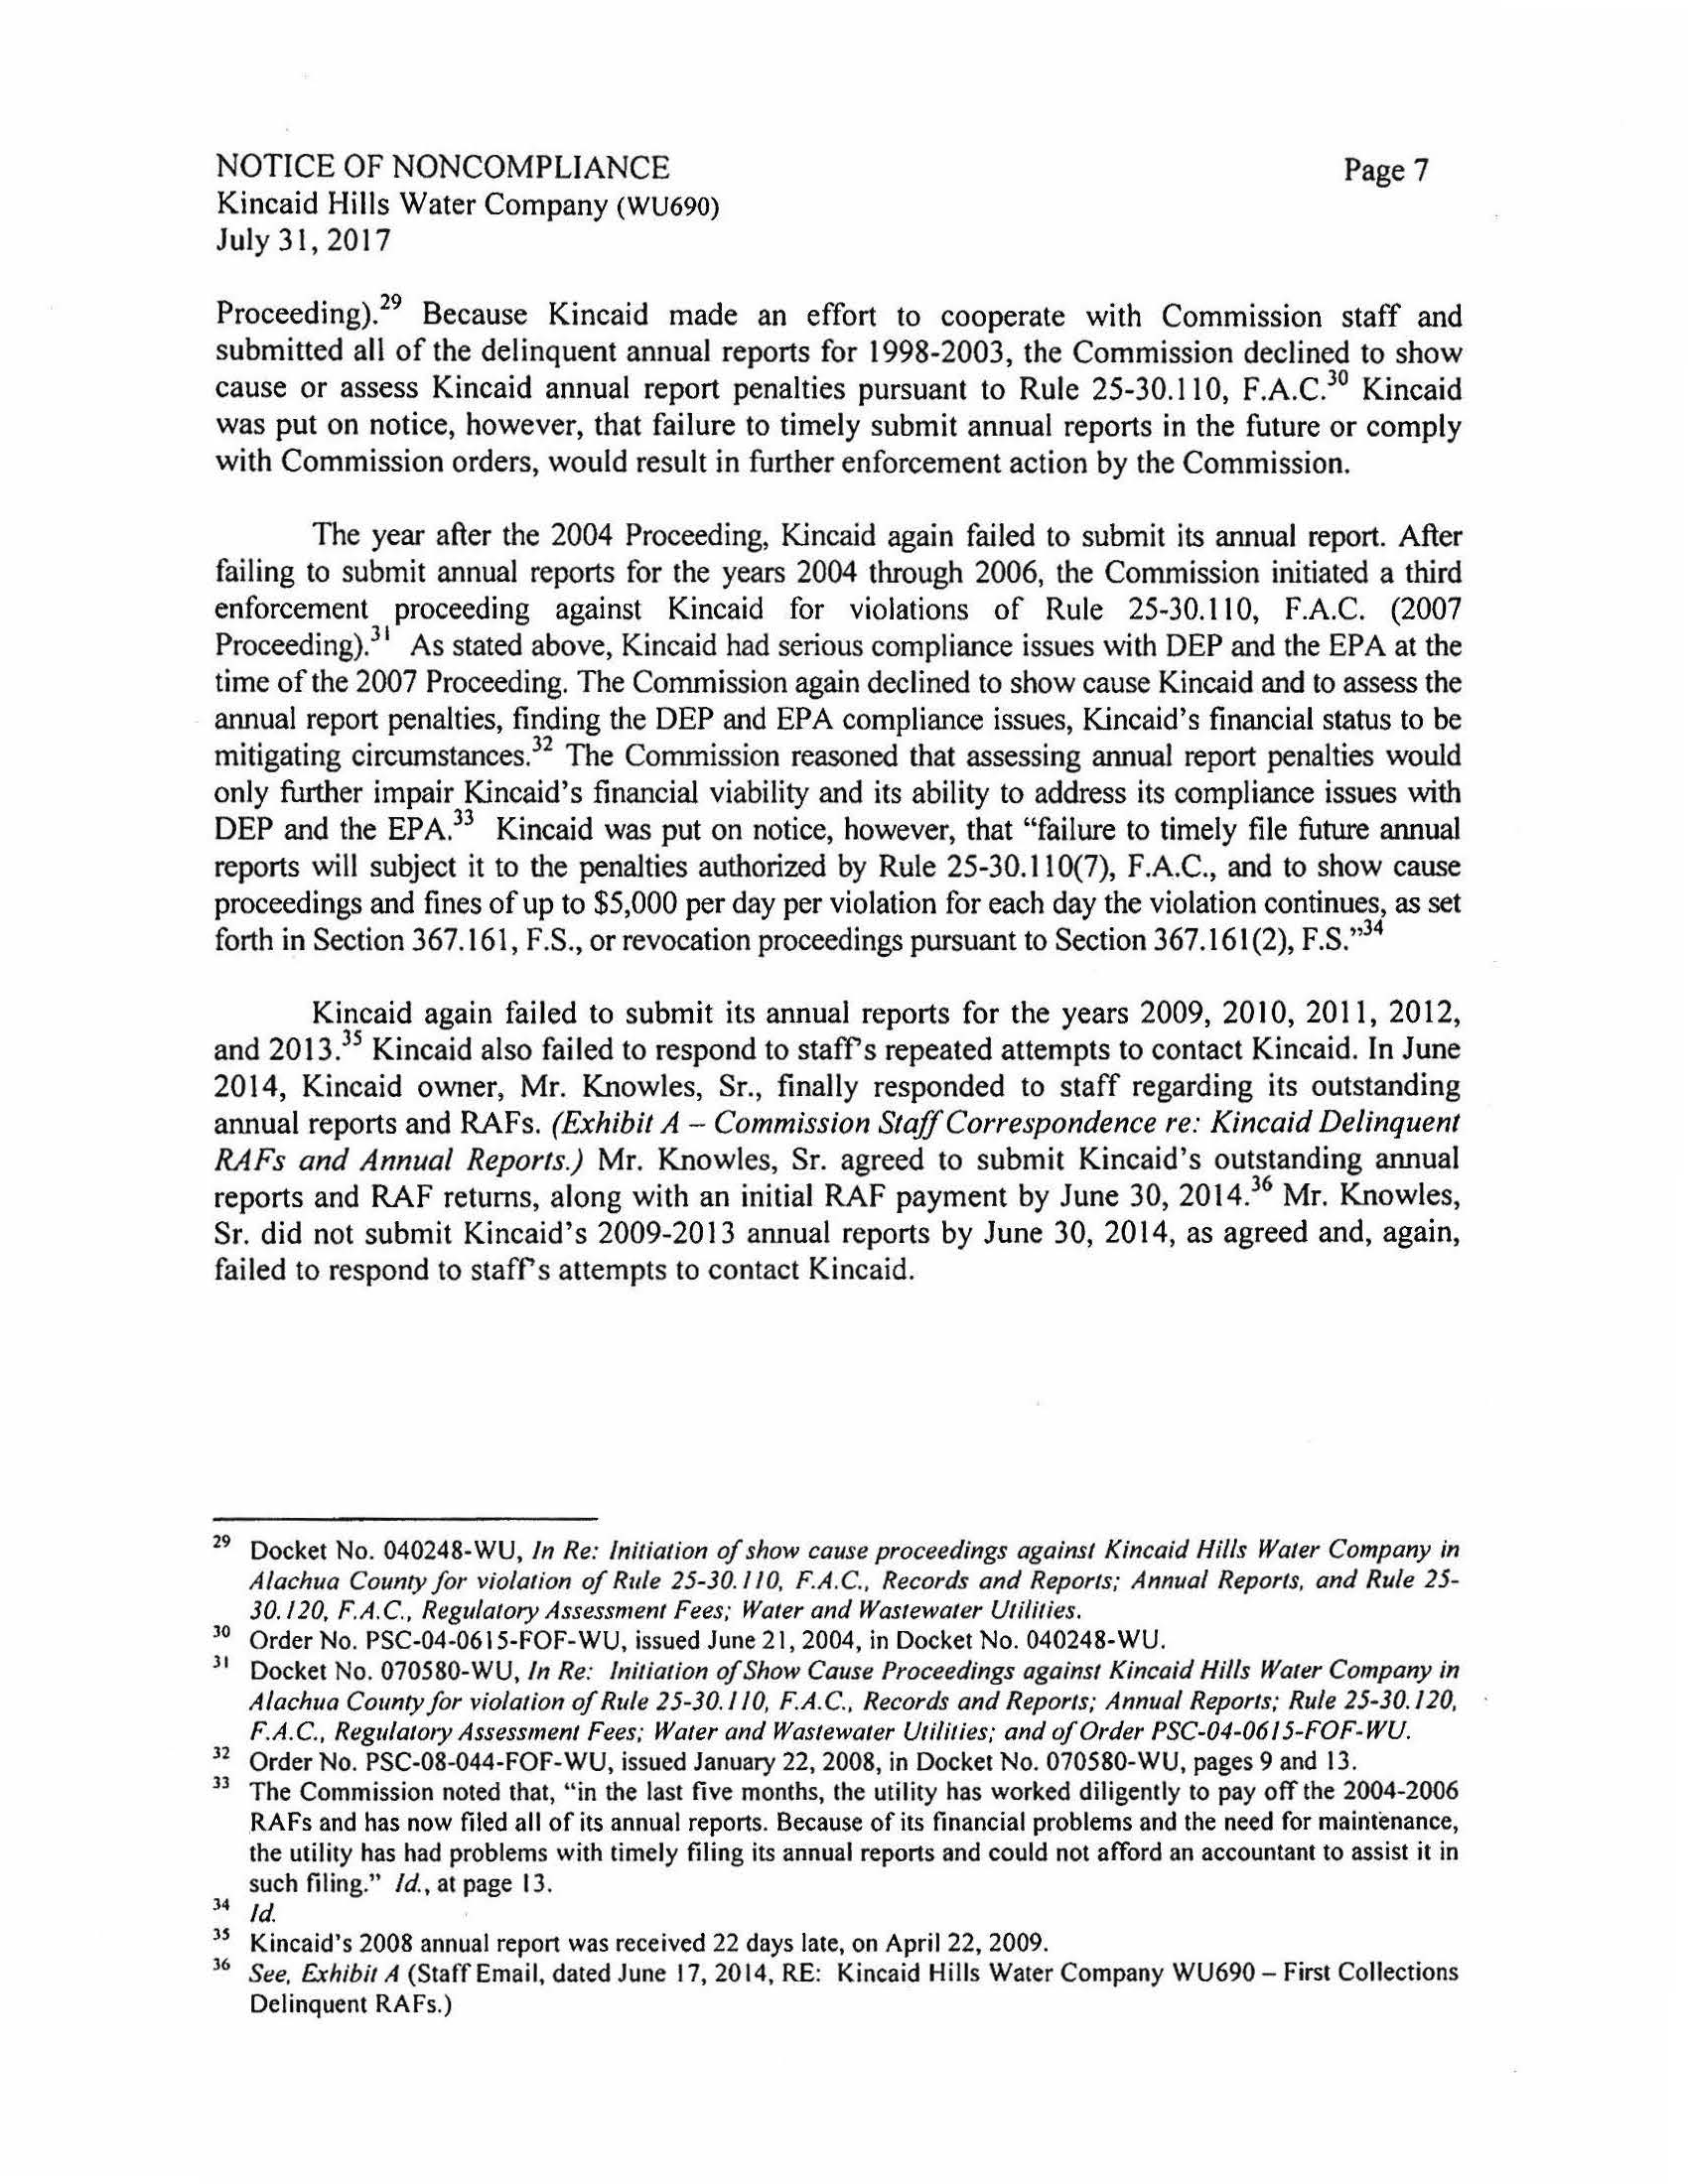 NOTICE OF NONCOMPLIANCE Page 7
Kincaid Hills Water Company (WU690)
July 31, 2017
Proceeding).29 Because Kincaid made an effort to cooperate with Commission staff and
submitted all of the delinquent annual reports for 1998-2003, the Commission declined to show
cause or assess Kincaid annual report penalties pursuant to Rule 25-30.110, F.A.C.30 Kincaid
was put on notice, however, that failure to timely submit annual reports in the future or comply
with Commission orders, would result in further enforcement action by the Commission.
The year after the 2004 Proceeding, Kincaid again failed to submit its annual report. After
failing to submit annual reports for the years 2004 through 2006, the Commission initiated a third
enforcement proceeding against Kincaid for violations of Rule 25-30.110, F.A.C. (2007
Proceeding).31 As stated above, Kincaid had serious compliance issues with DEP and the EPA at the
time of the 2007 Proceeding. The Commission again declined to show cause Kincaid and to assess the
annual report penalties, finding the DEP and EPA compliance issues, Kincaid's financial status to be
mitigating circumstances.32 The Commission reasoned that assessing annual report penalties would
only further impair Kincaid's financial viability and its ability to address its compliance issues with
DEP and the EPA.33 Kincaid was put on notice, however, that “failure to timely file future annual
reports will subject it to the penalties authorized by Rule 25-30.110(7), F.A.C., and to show cause
proceedings and fines of up to $5,000 per day per violation for each day the violation continues, as set
forth in Section 367.161, F.S., or revocation proceedings pursuant to Section 367.161(2), F.S.”34
Kincaid again failed to submit its annual reports for the years 2009, 2010, 2011, 2012,
and 2013.35 Kincaid also failed to respond to staff's repeated attempts to contact Kincaid. In June
2014, Kincaid owner, Mr. Knowles, Sr., finally responded to staff regarding its outstanding
annual reports and RAFs. (Exhibit A – Commission Staff Correspondence re: Kincaid Delinquent
RAFs and Annual Reports.) Mr. Knowles, Sr. agreed to submit Kincaid's outstanding annual
reports and RAF returns, along with an initial RAF payment by June 30, 2014.36 Mr. Knowles,
Sr. did not submit Kincaid's 2009-2013 annual reports by June 30, 2014, as agreed and, again,
failed to respond to staff's attempts to contact Kincaid.
29 Docket No. 040248-WU, In Re: Initiation of show cause proceedings against Kincaid Hills Water Company in
Alachua County for violation of Rule 25-30.110, F.A.C., Records and Reports; Annual Reports, and Rule 25-
30.120, F.A.C., Regulatory Assessment Fees; Water and Wastewater Utilities.
30 Order No. PSC-04-0615-FOF-WU, issued June 21, 2004, in Docket No. 040248-WU.
31 Docket No. 070580-WU, In Re: Initiation of Show Cause Proceedings against Kincaid Hills Water Company in
Alachua County for violation of Rule 25-30.110, F.A.C., Records and Reports; Annual Reports; Rule 25-30.120,
F.A.C., Regulatory Assessment Fees; Water and Wastewater Utilities; and of Order PSC-04-0615-FOF-WU.
32 Order No. PSC-08-044-FOF-WU, issued January 22, 2008, in Docket No. 070580-WU, pages 9 and 13.
33 The Commission noted that, “in the last five months, the utility has worked diligently to pay off the 2004-2006
RAFs and has now filed all of its annual reports. Because of its financial problems and the need for maintenance,
the utility has had problems with timely filing its annual reports and could not afford an accountant to assist it in
such filing.” Id., at page 13.
34 Id.
35 Kincaid's 2008 annual report was received 22 days late, on April 22, 2009.
36 See, Exhibit A (Staff Email, dated June 17, 2014, RE: Kincaid Hills Water Company WU690 – First Collections
Delinquent RAFs.)